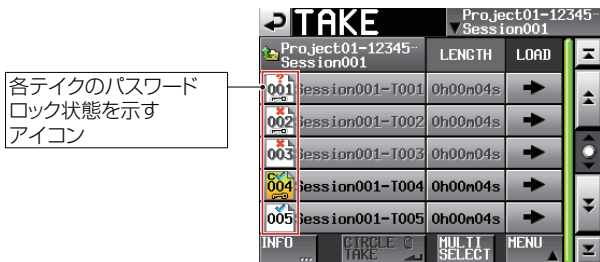 各テイクのパスワード
ロック状態を示す
アイコン
TAKE
▼Project01-12345…
Session001
Project01-12345…
Session001
LENGTH
LOAD
001 Session001-T001 0h00m04s
002 Session001-T002 0h00m04s
003 Session001-T003 0h00m04s
004 Session001-T004 0h00m04s
005 Session001-T005 0h00m04s
INFO ...
CIRCLE @
TAKE
MULTI
SELECT
MENU